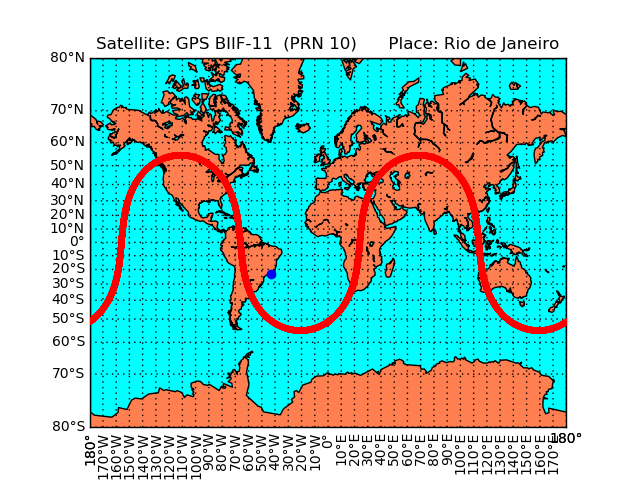 Satellite: GPS BIIF-11  (PRN 10)      Place: Rio de Janeiro
80°N
70°N
60°N
50°N
40°N
30°N
20°N
10°N
0°
10°S
20°S
30°S
40°S
50°S
60°S
70°S
80°S
180° 170°W 160°W 150°W 140°W 130°W 120°W 110°W 100°W 90°W 80°W 70°W 60°W 50°W 40°W 30°W 20°W 10°W 0° 10°E 20°E 30°E 40°E 50°E 60°E 70°E 80°E 90°E 100°E 110°E 120°E 130°E 140°E 150°E 160°E 170°E 180°